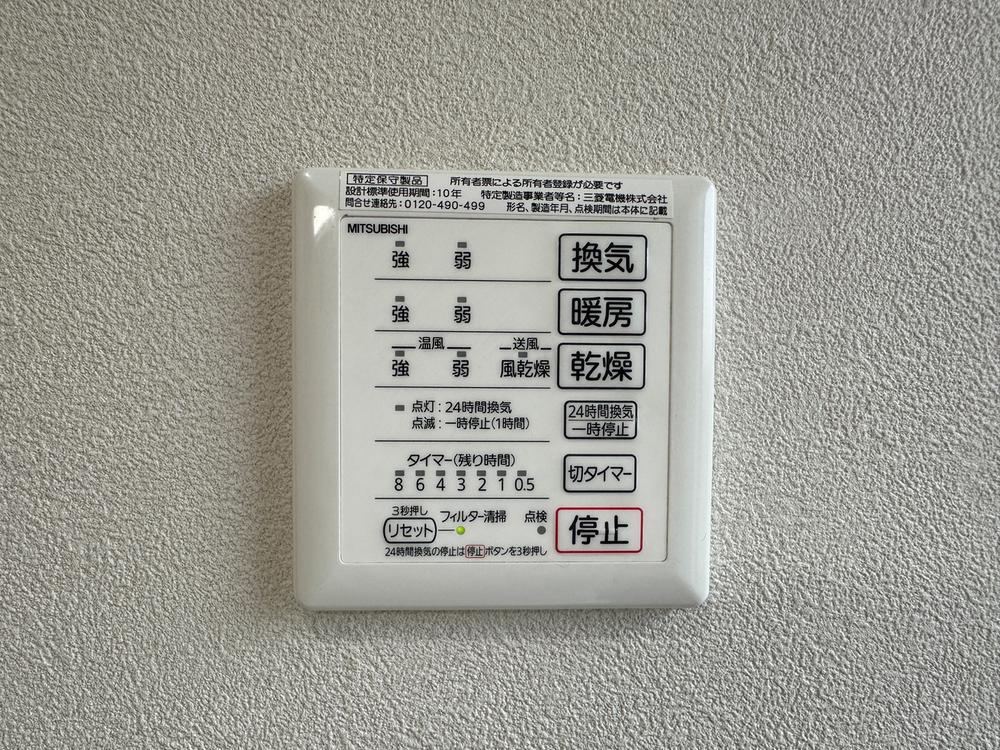 特定保守製品 所有者票による所有者登録が必要です
設計標準使用期間:10年 特定製造事業者等名:三菱電機株式会社
問合せ連絡先:0120-490-499 形名、製造年月、点検期間は本体に記載
MITSUBISHI
強 弱 換気
強 弱 暖房
温風 送風
強 弱 風乾燥 乾燥
点灯:24時間換気
点滅:一時停止(1時間)
24時間換気
一時停止
タイマー(残り時間)
8 6 4 3 2 1 0.5
切タイマー
3秒押し
リセット フィルター清掃 点検
停止
24時間換気の停止は停止ボタンを3秒押し